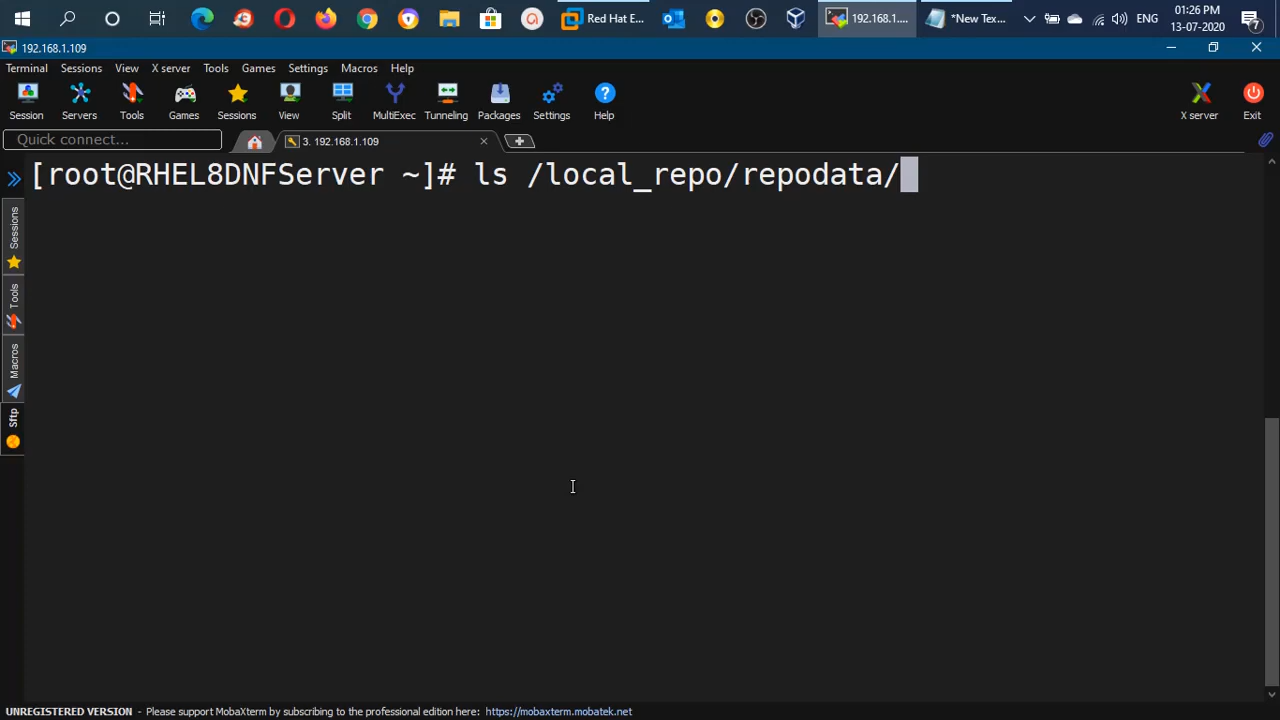 Red Hat E...
192.168.1....
*New Tex...
ENG
01:26 PM
13-07-2020
7
192.168.1.109
Terminal Sessions View X server Tools Games Settings Macros Help
Session Servers Tools Games Sessions View Split MultiExec Tunneling Packages Settings Help X server Exit
Quick connect...
3. 192.168.1.109
[root@RHEL8DNFServer ~]# ls /local_repo/repodata/
Sessions
Tools
Macros
Sftp
UNREGISTERED VERSION - Please support MobaXterm by subscribing to the professional edition here: https://mobaxterm.mobatek.net